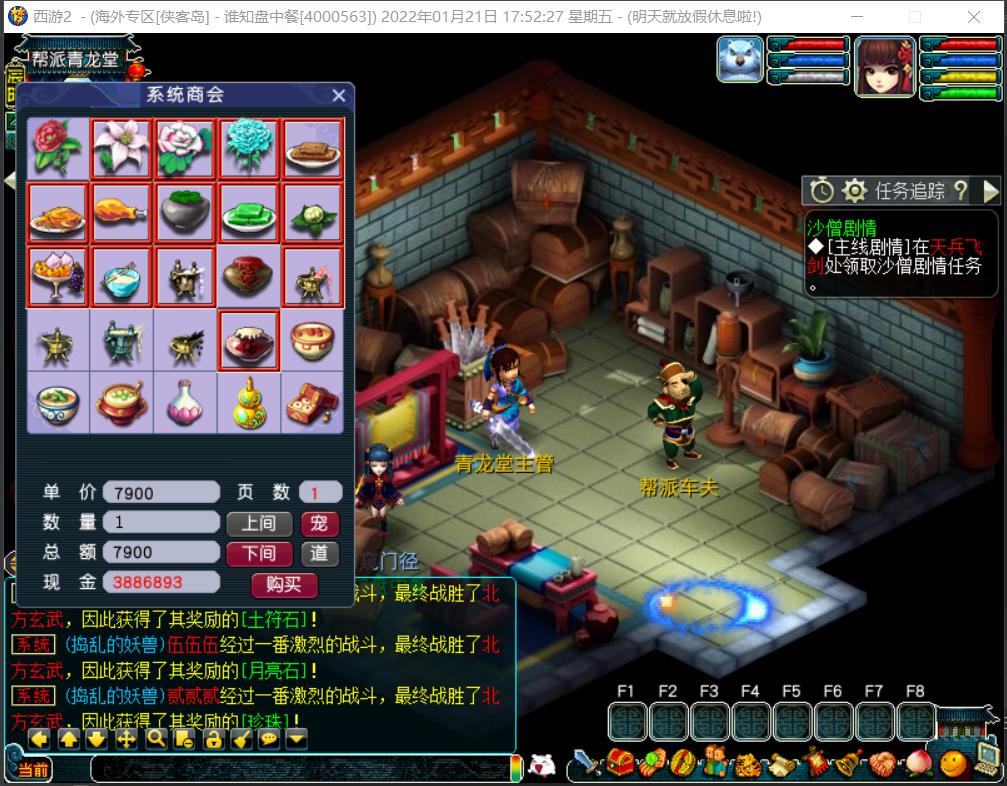 西游2 - (海外专区[侠客岛] - 谁知盘中餐[4000563]) 2022年01月21日 17:52:27 星期五 - (明天就放假休息啦!)
帮派青龙堂
系统商会
任务追踪 ?
沙僧剧情
◆[主线剧情]在天兵飞
剑处领取沙僧剧情任务
。
青龙堂主管
帮派车夫
单 价 7900 页 数 1
数 量 1 上间 宠
总 额 7900 下间 道
现 金 3886893 购买
窥门径
战斗，最终战胜了北
方玄武，因此获得了其奖励的[土符石]！
系统 (捣乱的妖兽)伍伍伍经过一番激烈的战斗，最终战胜了北
方玄武，因此获得了其奖励的[月亮石]！
系统 (捣乱的妖兽)贰贰贰经过一番激烈的战斗，最终战胜了北
方玄武，因此获得了其奖励的[珍珠]！
F1 F2 F3 F4 F5 F6 F7 F8
当前